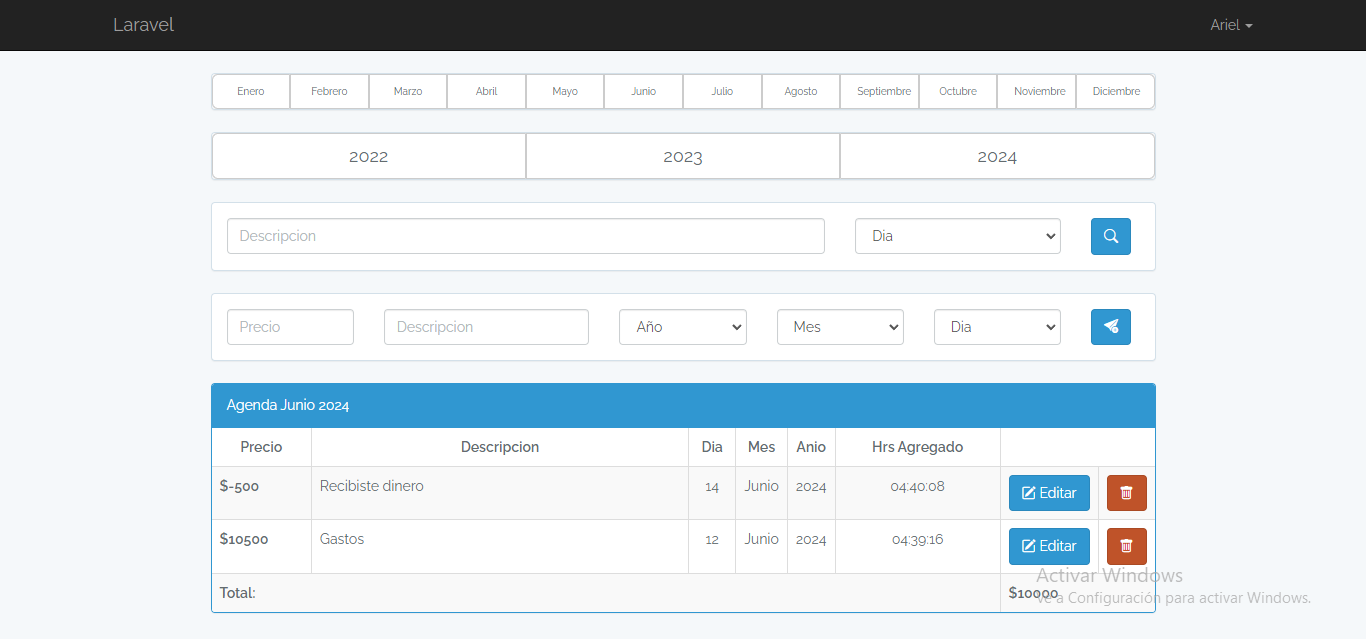 Laravel Ariel
Enero Febrero Marzo Abril Mayo Junio Julio Agosto Septiembre Octubre Noviembre Diciembre
2022 2023 2024
Descripcion Dia
Precio Descripcion Año Mes Dia
Agenda Junio 2024
Precio Descripcion Dia Mes Anio Hrs Agregado
$-500 Recibiste dinero 14 Junio 2024 04:40:08 Editar
$10500 Gastos 12 Junio 2024 04:39:16 Editar
Activar Windows
Total: $10000
Ve a Configuración para activar Windows.